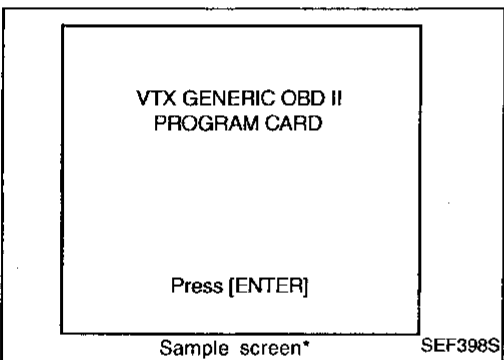 VTX GENERIC OBD II
PROGRAM CARD
Press [ENTER]
Sample screen*
SEF398S